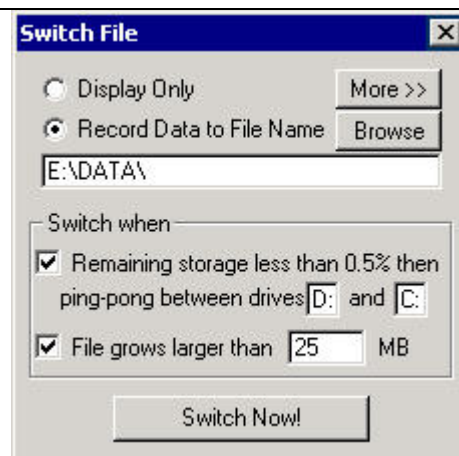 Switch File
Display Only More >>
Record Data to File Name Browse
E:\DATA\
Switch when
Remaining storage less than 0.5% then
ping-pong between drives D: and C:
File grows larger than 25 MB
Switch Now!